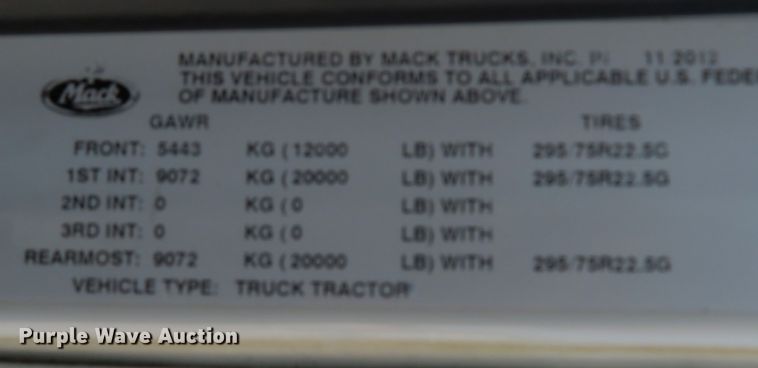 MANUFACTURED BY MACK TRUCKS, INC. 11 2012
THIS VEHICLE CONFORMS TO ALL APPLICABLE U.S. FEDE
Mack OF MANUFACTURE SHOWN ABOVE.
GAWR TIRES
FRONT: 5443 KG (12000 LB) WITH 295/75R22.5G
1ST INT: 9072 KG (20000 LB) WITH 295/75R22.5G
2ND INT: 0 KG (0 LB) WITH
3RD INT: 0 KG (0 LB) WITH
REARMOST: 9072 KG (20000 LB) WITH 295/75R22.5G
VEHICLE TYPE: TRUCK TRACTOR
Purple Wave Auction